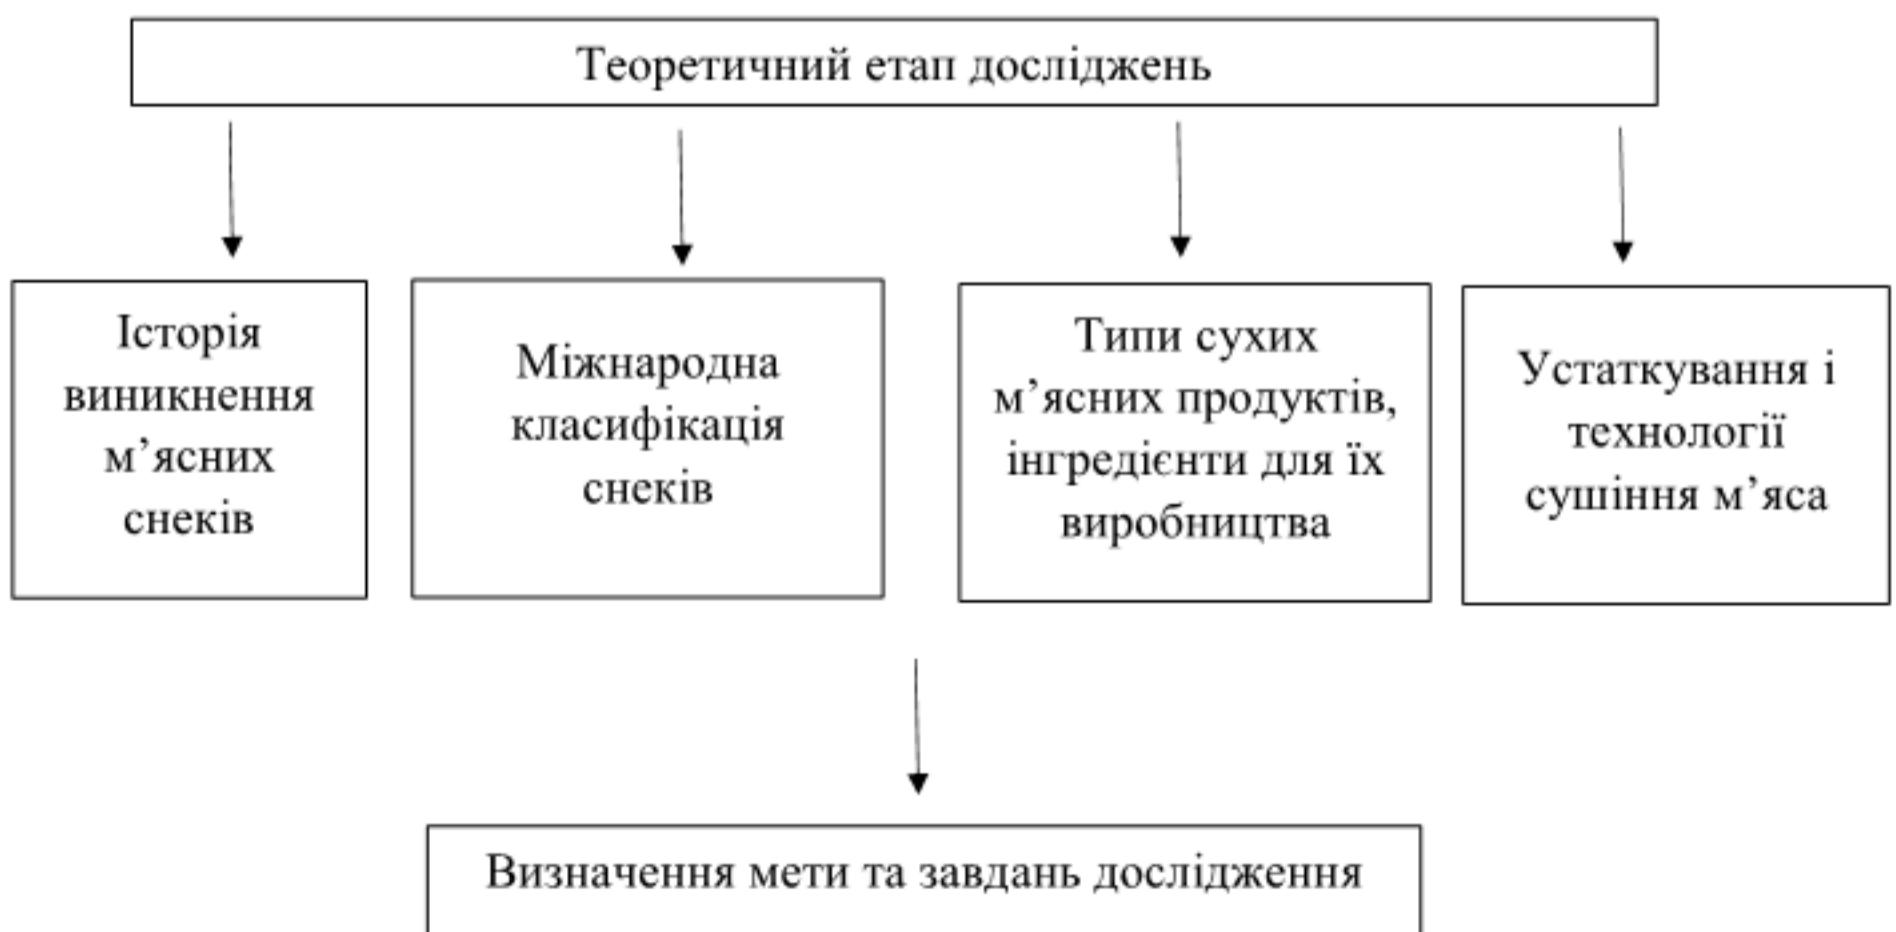 Теоретичний етап досліджень
Історія
виникнення
м’ясних
снеків
Міжнародна
класифікація
снеків
Типи сухих
м’ясних продуктів,
інгредієнти для їх
виробництва
Устаткування і
технології
сушіння м’яса
Визначення мети та завдань дослідження